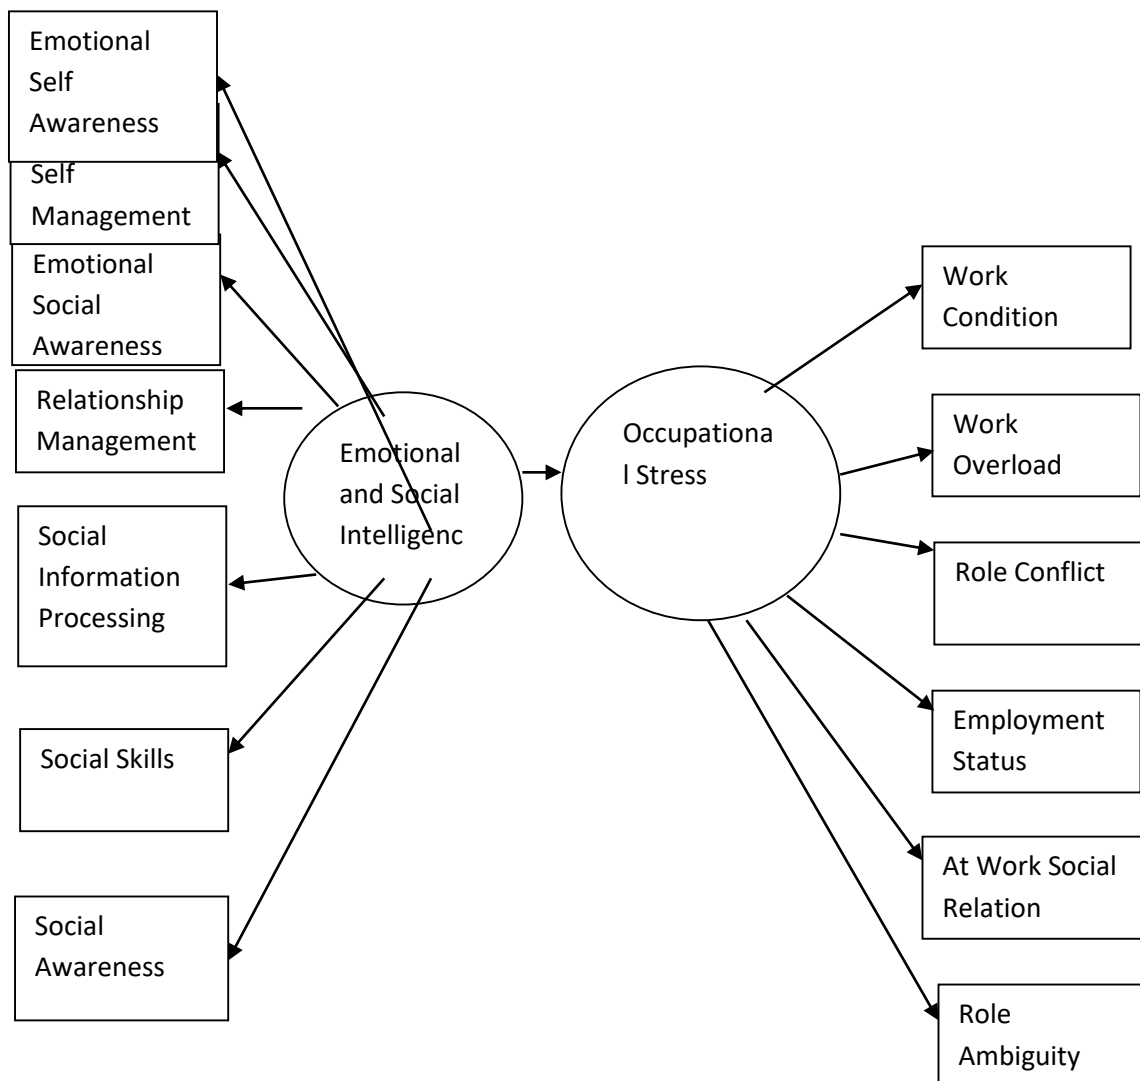 Emotional
Self
Awareness
Self
Management
Emotional
Social
Awareness
Relationship
Management
Social
Information
Processing
Social Skills
Social
Awareness
Emotional
and Social
Intelligenc
Occupationa
l Stress
Work
Condition
Work
Overload
Role Conflict
Employment
Status
At Work Social
Relation
Role
Ambiguity